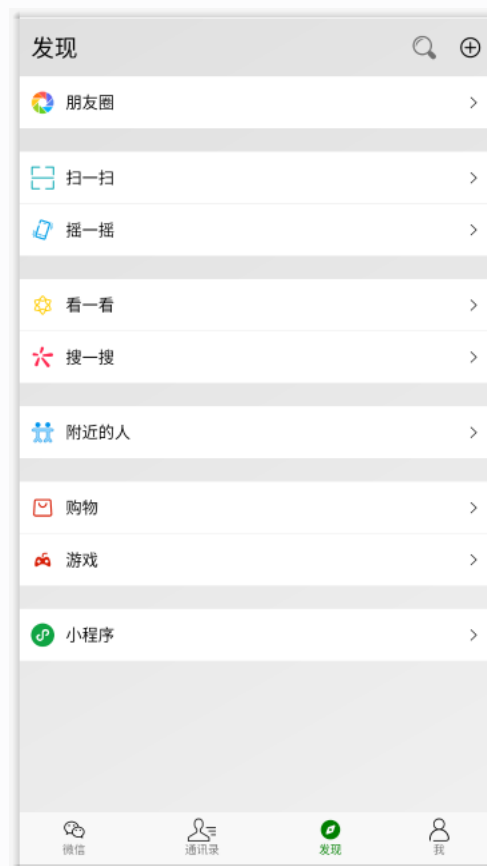 发现
朋友圈
扫一扫
摇一摇
看一看
搜一搜
附近的人
购物
游戏
小程序
微信
通讯录
发现
我